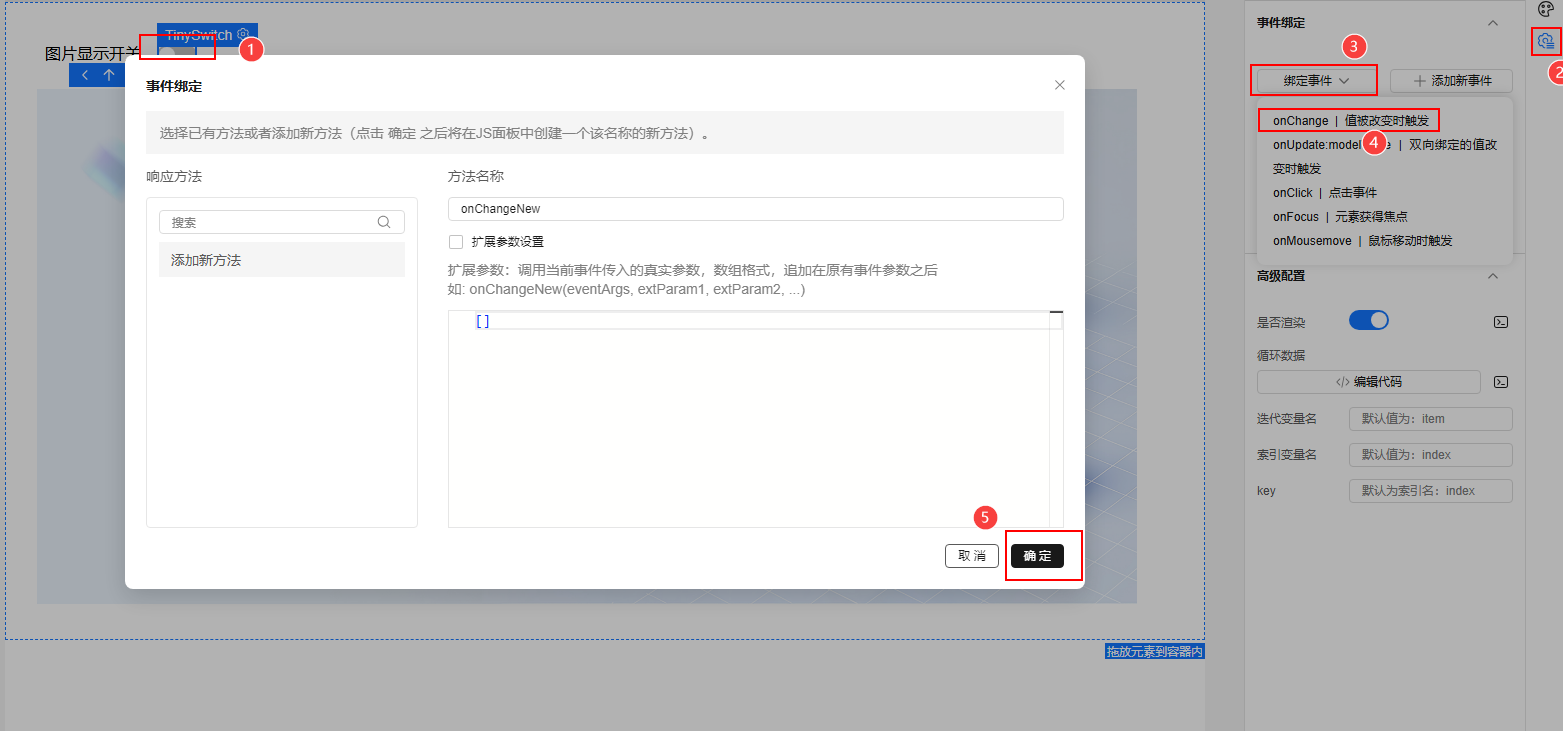 TinySwitch
图片显示开关
1
事件绑定
选择已有方法或者添加新方法（点击 确定 之后将在JS面板中创建一个该名称的新方法）。
响应方法
搜索
添加新方法
方法名称
onChangeNew
扩展参数设置
扩展参数：调用当前事件传入的真实参数，数组格式，追加在原有事件参数之后
如: onChangeNew(eventArgs, extParam1, extParam2, ...)
[]
5
取消
确定
拖放元素到容器内
事件绑定
3
2
绑定事件
添加新事件
onChange | 值被改变时触发
4
onUpdate:model e | 双向绑定的值改
变时触发
onClick | 点击事件
onFocus | 元素获得焦点
onMousemove | 鼠标移动时触发
高级配置
是否渲染
循环数据
</> 编辑代码
迭代变量名
默认值为：item
索引变量名
默认值为：index
key
默认为索引名：index